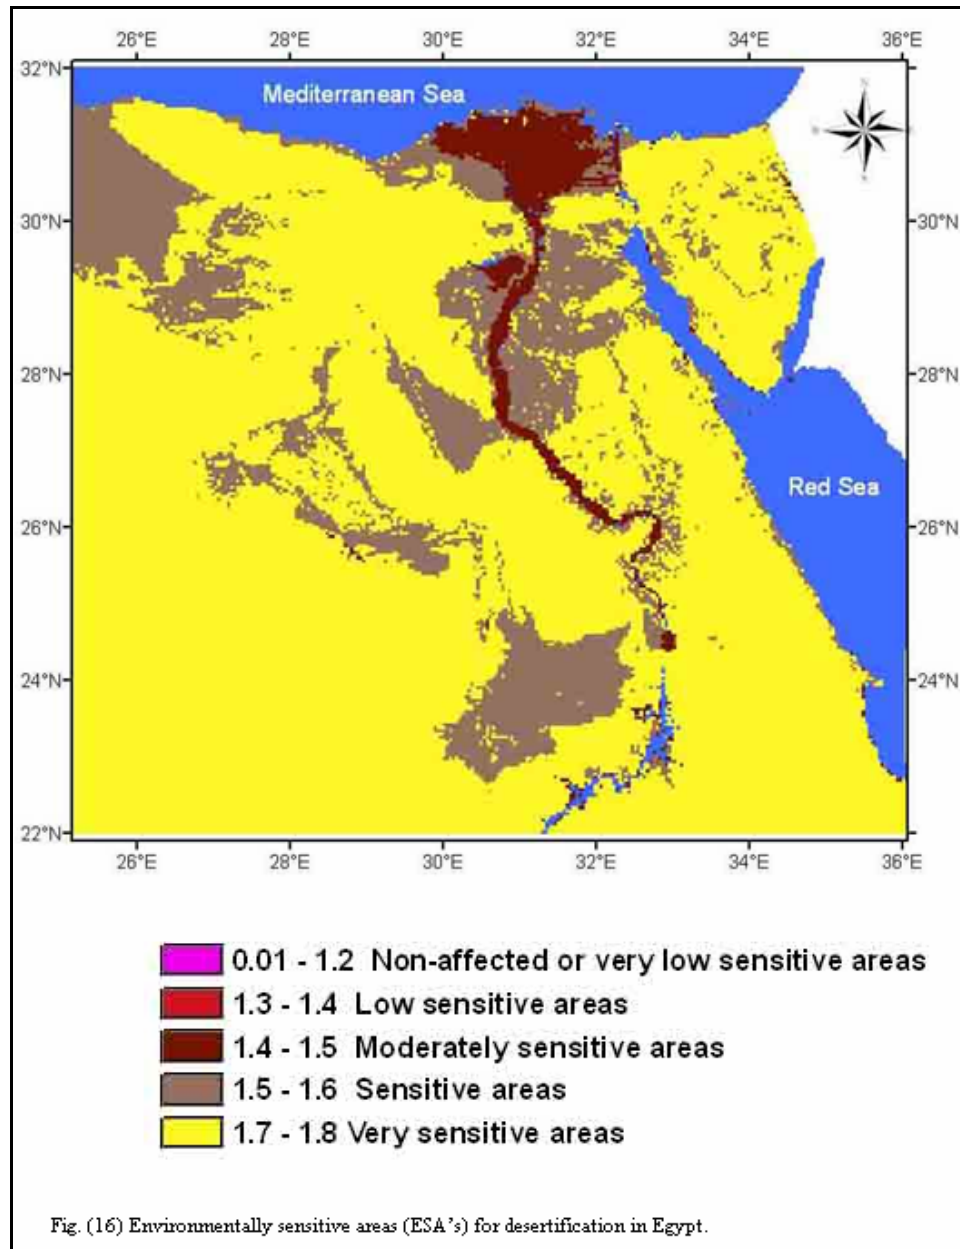 26°E 28°E 30°E 32°E 34°E 36°E
32°N
Mediterranean Sea
30°N 30°N
28°N 28°N
Red Sea
26°N 26°N
24°N 24°N
22°N
26°E 28°E 30°E 32°E 34°E 36°E
0.01 - 1.2 Non-affected or very low sensitive areas
1.3 - 1.4 Low sensitive areas
1.4 - 1.5 Moderately sensitive areas
1.5 - 1.6 Sensitive areas
1.7 - 1.8 Very sensitive areas
Fig. (16) Environmentally sensitive areas (ESA's) for desertification in Egypt.